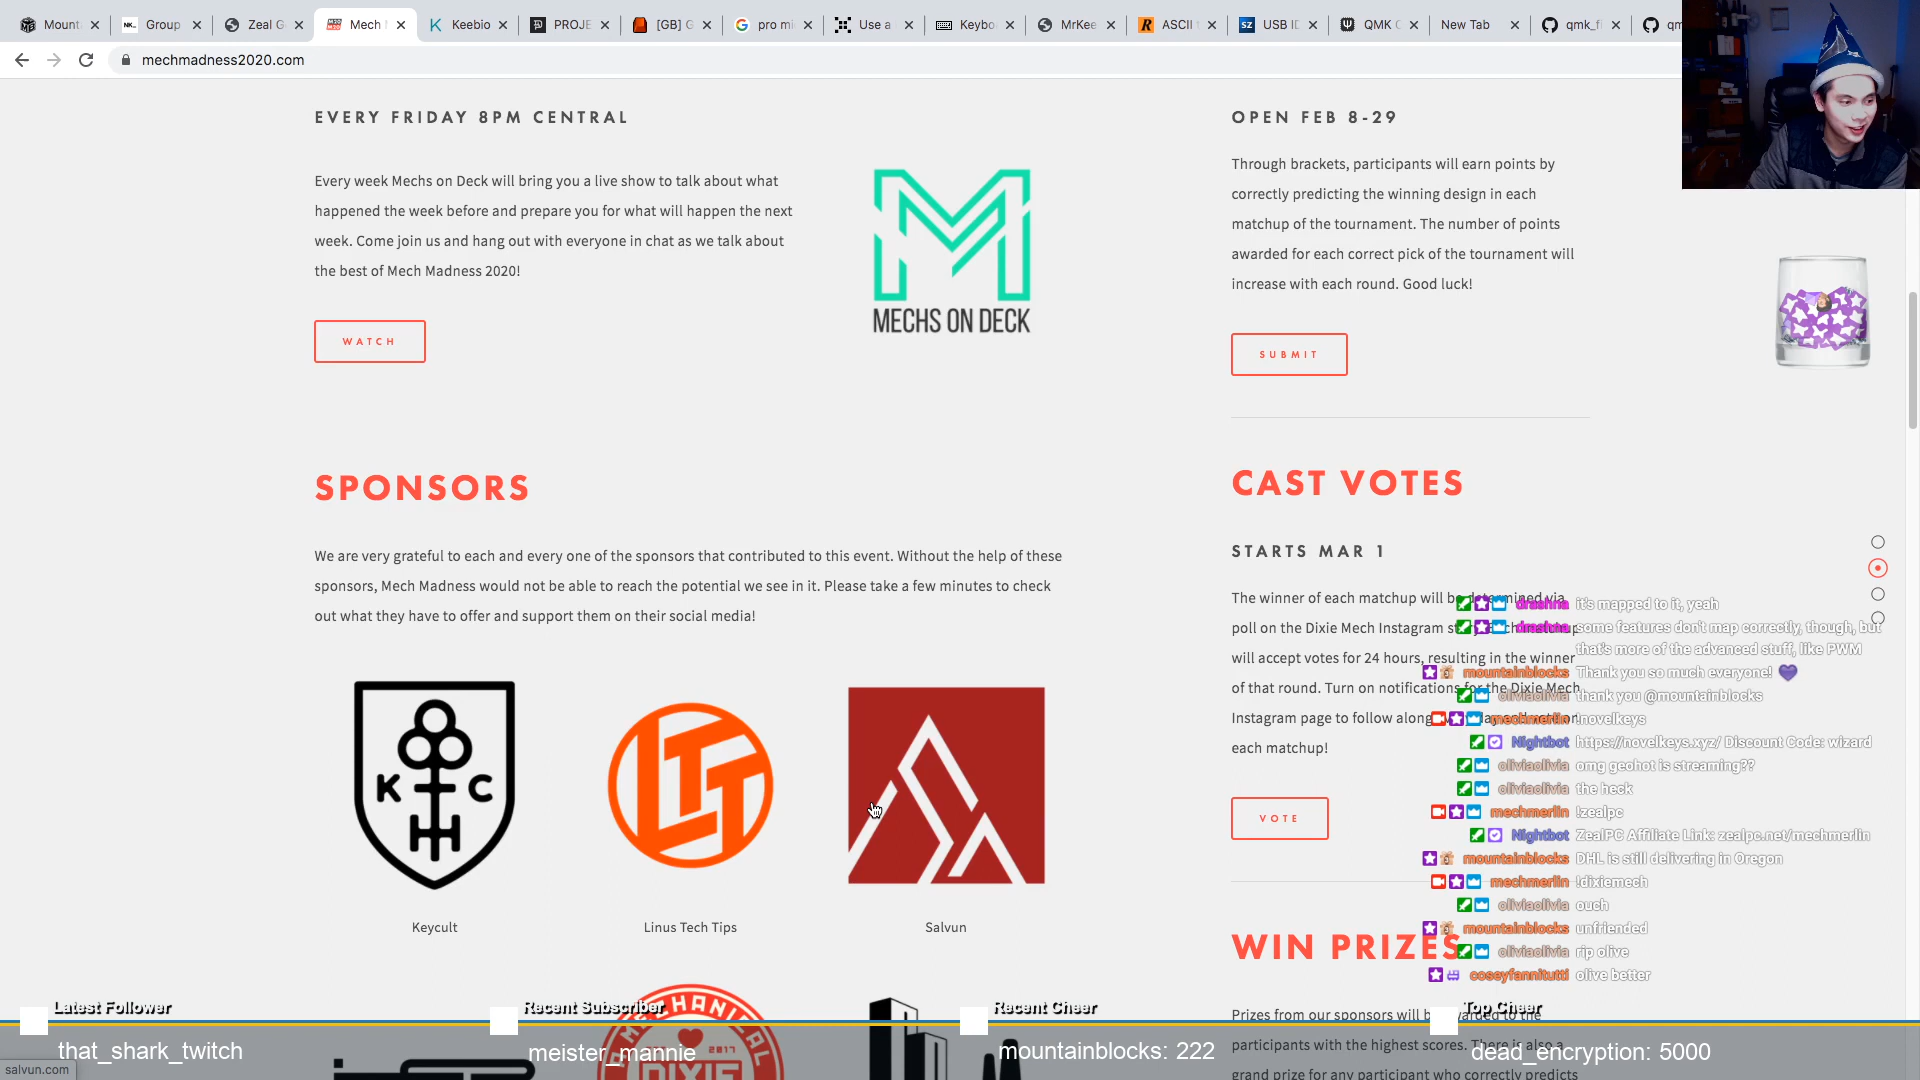 Mount
Group
Zeal G
Mech
Keebio
PROJE
[GB] G
pro mi
Use a
Keybo
MrKee
ASCII
USB ID
QMK C
New Tab
qmk_f
mechmadness2020.com
EVERY FRIDAY 8PM CENTRAL
Every week Mechs on Deck will bring you a live show to talk about what
happened the week before and prepare you for what will happen the next
week. Come join us and hang out with everyone in chat as we talk about
the best of Mech Madness 2020!
WATCH
MECHS ON DECK
OPEN FEB 8-29
Through brackets, participants will earn points by
correctly predicting the winning design in each
matchup of the tournament. The number of points
awarded for each correct pick of the tournament will
increase with each round. Good luck!
SUBMIT
SPONSORS
We are very grateful to each and every one of the sponsors that contributed to this event. Without the help of these
sponsors, Mech Madness would not be able to reach the potential we see in it. Please take a few minutes to check
out what they have to offer and support them on their social media!
K C
LTT
Keycult
Linus Tech Tips
Salvun
MECHANICAL
2017
DIXIE
CAST VOTES
STARTS MAR 1
The winner of each matchup will be determined via
poll on the Dixie Mech Instagram
will accept votes for 24 hours, resulting in the winner
of that round. Turn on notifications for the Dixie Mech
Instagram page to follow along
each matchup!
VOTE
WIN PRIZES
Prizes from our sponsors will be awarded to the
participants with the highest scores. There is also a
grand prize for any participant who correctly predicts
drashna it's mapped to it, yeah
drashna some features don't map correctly, though, but
that's more of the advanced stuff, like PWM
mountainblocks Thank you so much everyone! 💜
oliviaolivia thank you @mountainblocks
mechmerlin !novelkeys
Nightbot https://novelkeys.xyz/ Discount Code: wizard
oliviaolivia omg geohot is streaming??
oliviaolivia the heck
mechmerlin !zealpc
Nightbot ZealPC Affiliate Link: zealpc.net/mechmerlin
mountainblocks DHL is still delivering in Oregon
mechmerlin !dixiemech
oliviaolivia ouch
mountainblocks unfriended
oliviaolivia rip olive
coseyfannitutti olive better
Latest Follower
that_shark_twitch
Recent Subscriber
meister_mannie
Recent Cheer
mountainblocks: 222
Top Cheer
dead_encryption: 5000
salvun.com